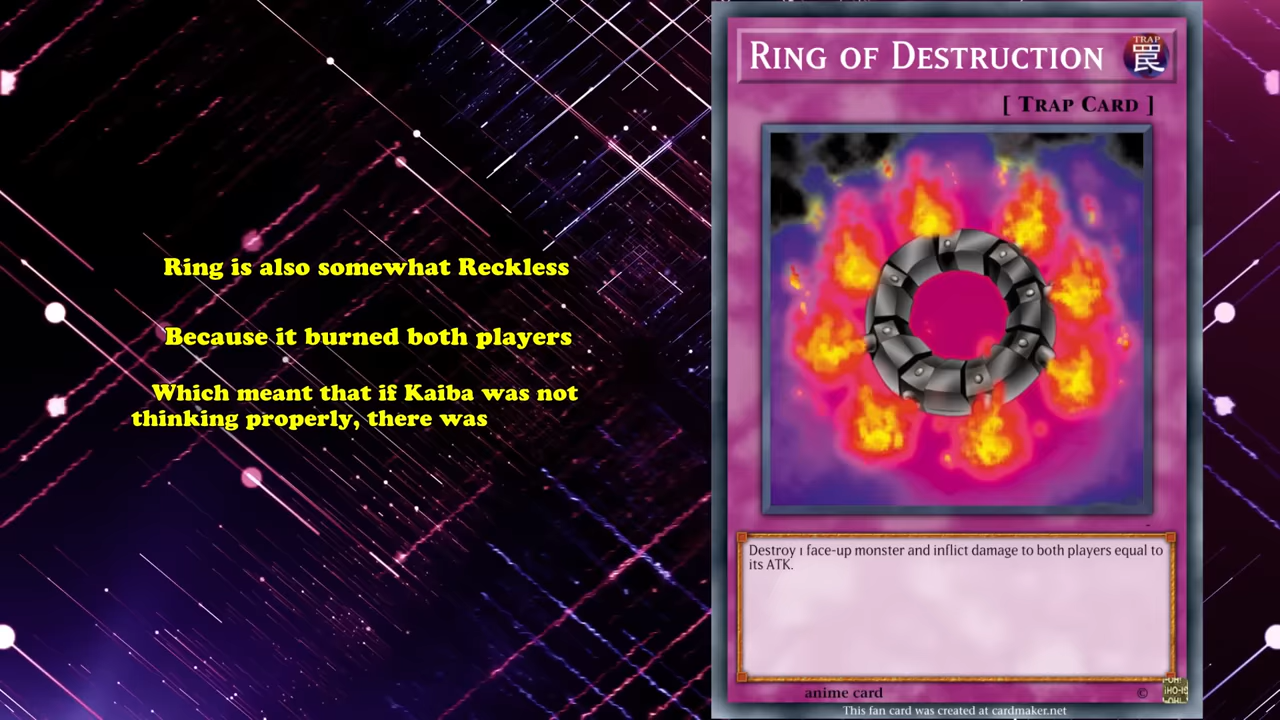 Ring is also somewhat Reckless
Because it burned both players
Which meant that if Kaiba was not
thinking properly, there was
RING OF DESTRUCTION
TRAP
罠
[ TRAP CARD ]
-
Destroy 1 face-up monster and inflict damage to both players equal to
its ATK.
anime card
©
This fan card was created at cardmaker.net